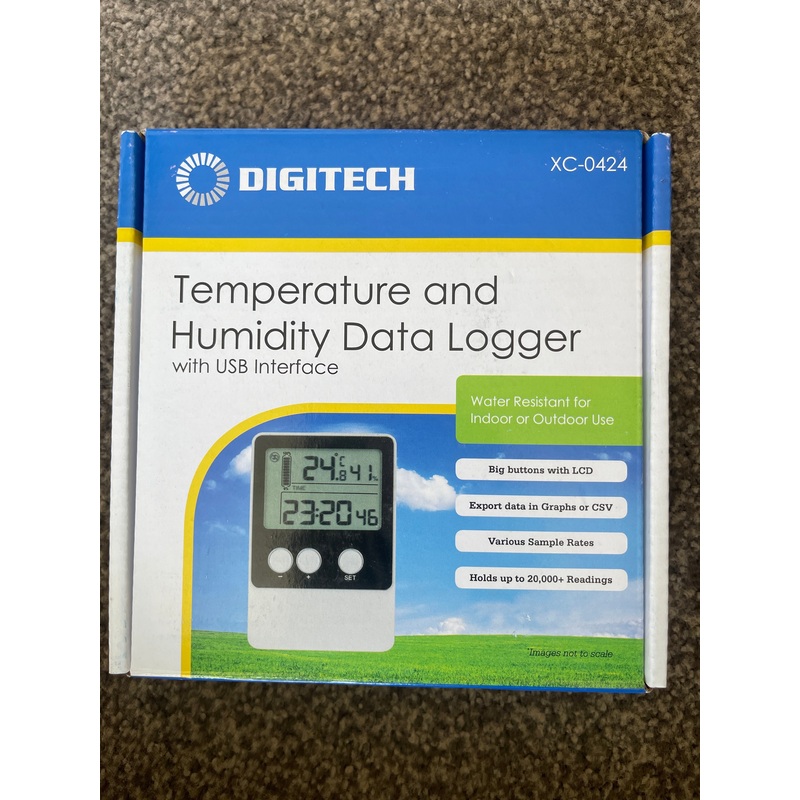 DIGITECH
XC-0424
Temperature and
Humidity Data Logger
with USB Interface
Water Resistant for
Indoor or Outdoor Use
24.8°C 41%
TIME
23:20 46
- + SET
Big buttons with LCD
Export data in Graphs or CSV
Various Sample Rates
Holds up to 20,000+ Readings
*Images not to scale